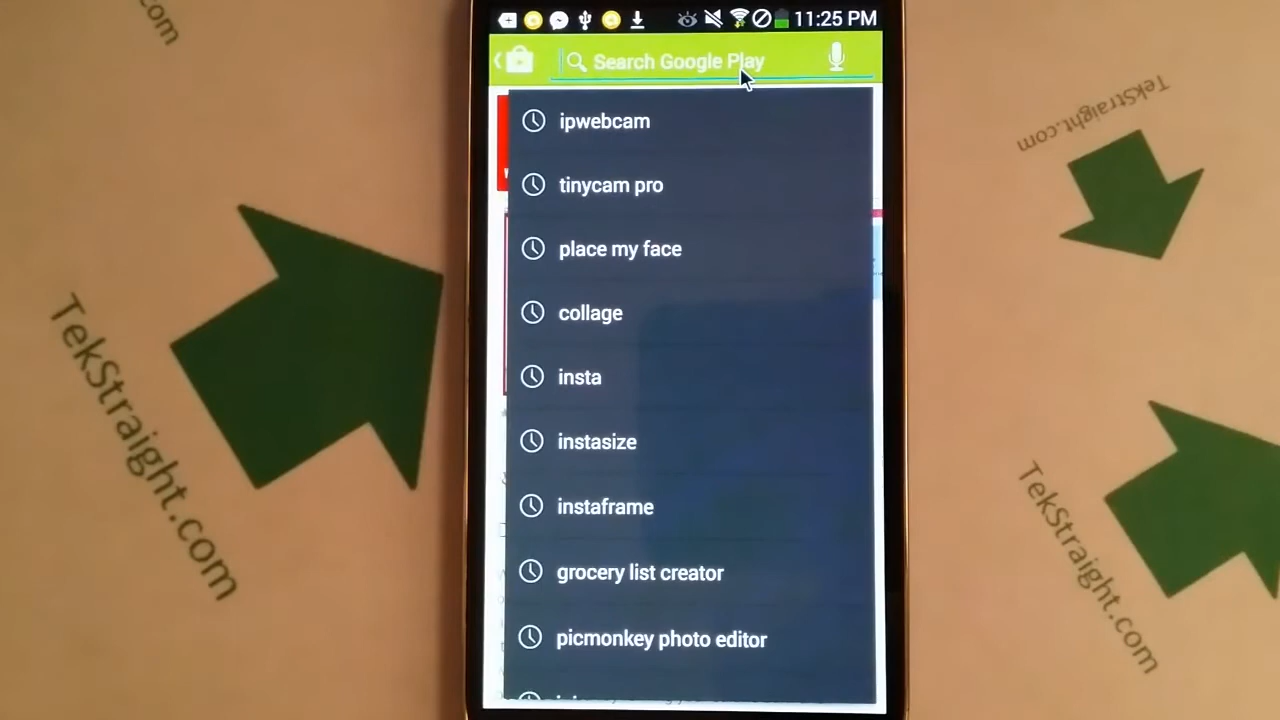 11:25 PM
Search Google Play
ipwebcam
tinycam pro
place my face
collage
insta
instasize
instaframe
grocery list creator
picmonkey photo editor
.com
TekStraight.com
TekStraight.com
TekStraight.com